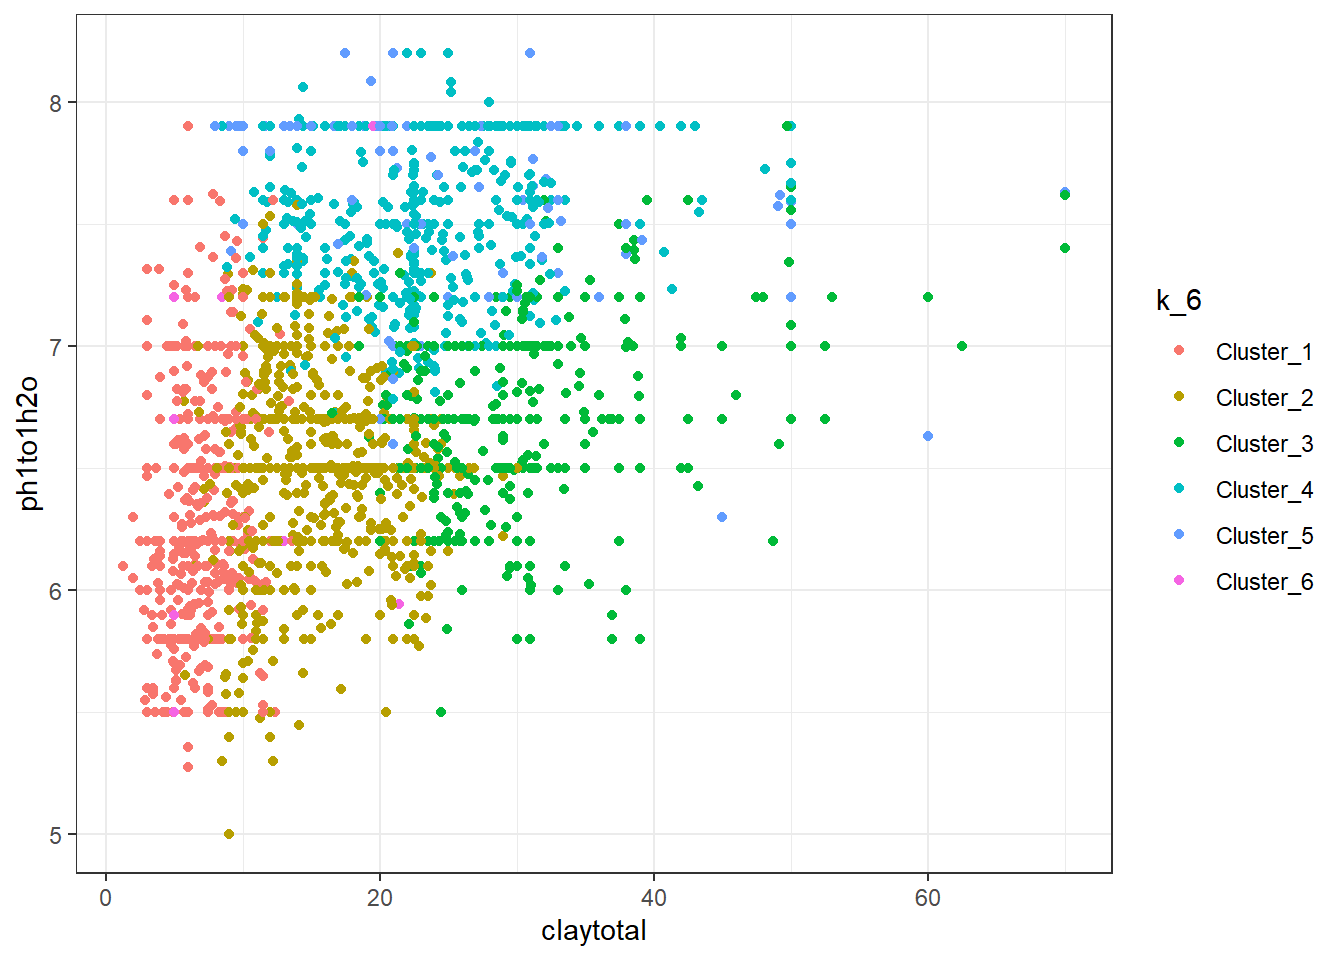 8
7
6
5
ph1to1h2o
0
20
40
60
claytotal
k_6
Cluster_1
Cluster_2
Cluster_3
Cluster_4
Cluster_5
Cluster_6